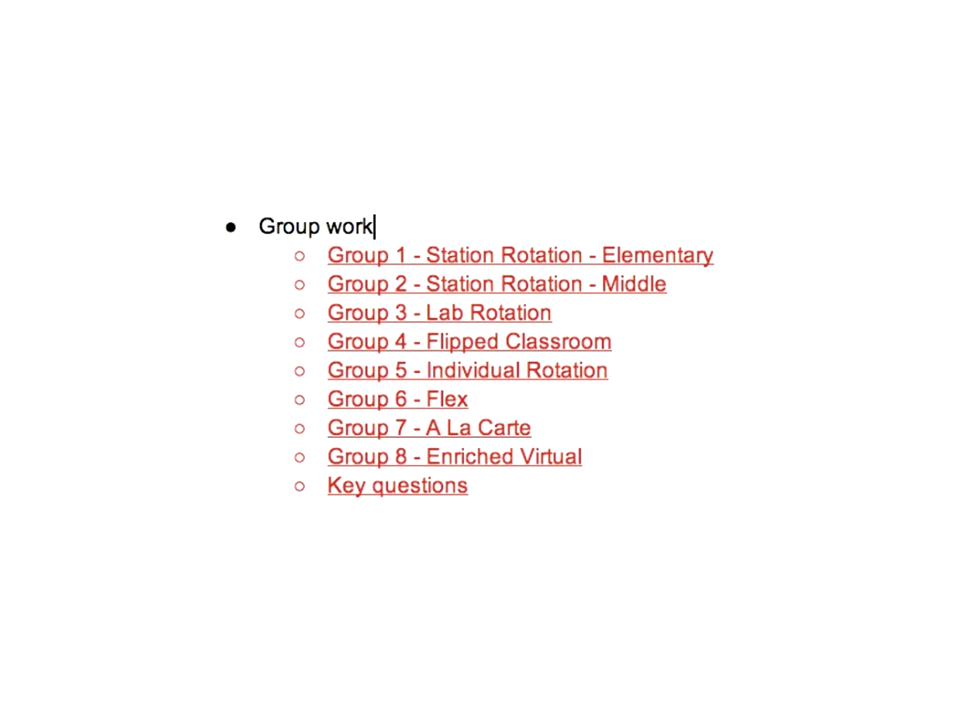 ● Group work
○ Group 1 - Station Rotation - Elementary
○ Group 2 - Station Rotation - Middle
○ Group 3 - Lab Rotation
○ Group 4 - Flipped Classroom
○ Group 5 - Individual Rotation
○ Group 6 - Flex
○ Group 7 - A La Carte
○ Group 8 - Enriched Virtual
○ Key questions